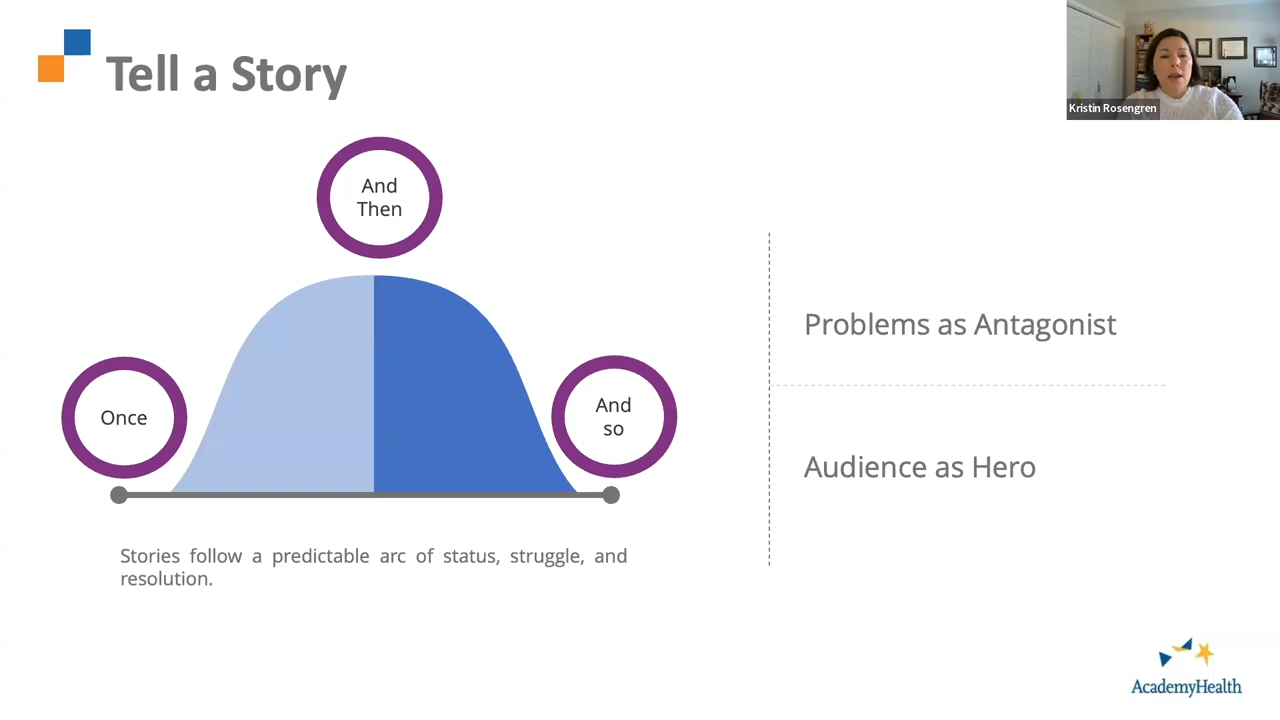 Tell a Story
Kristin Rosengren
And
Then
Once
And
so
Stories follow a predictable arc of status, struggle, and
resolution.
Problems as Antagonist
Audience as Hero
AcademyHealth